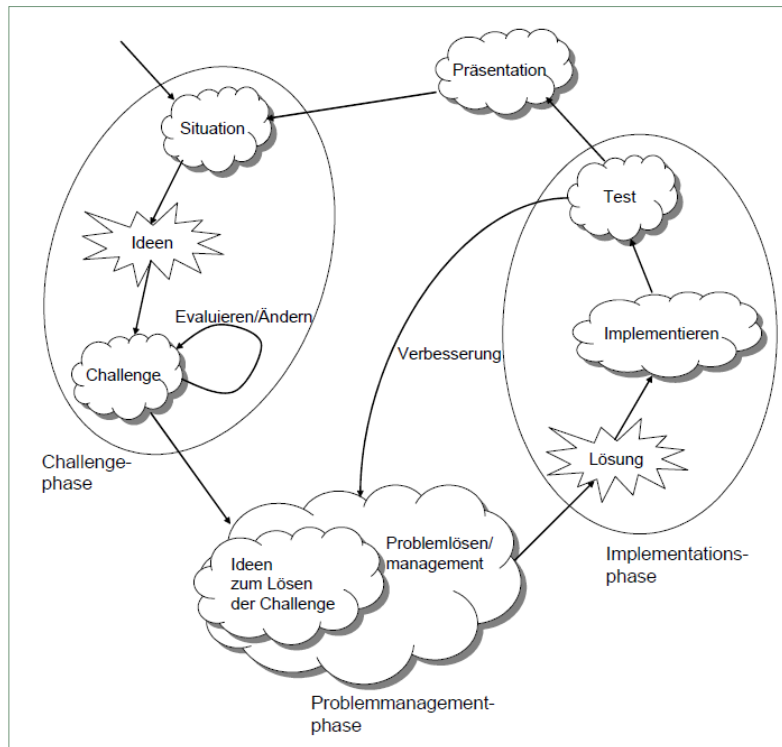 Präsentation
Situation
Test
Ideen
Evaluieren/Ändern
Implementieren
Verbesserung
Challenge
Lösung
Challenge-
phase
Problemlösen/
management
Ideen
zum Lösen
der Challenge
Implementations-
phase
Problemmanagement-
phase